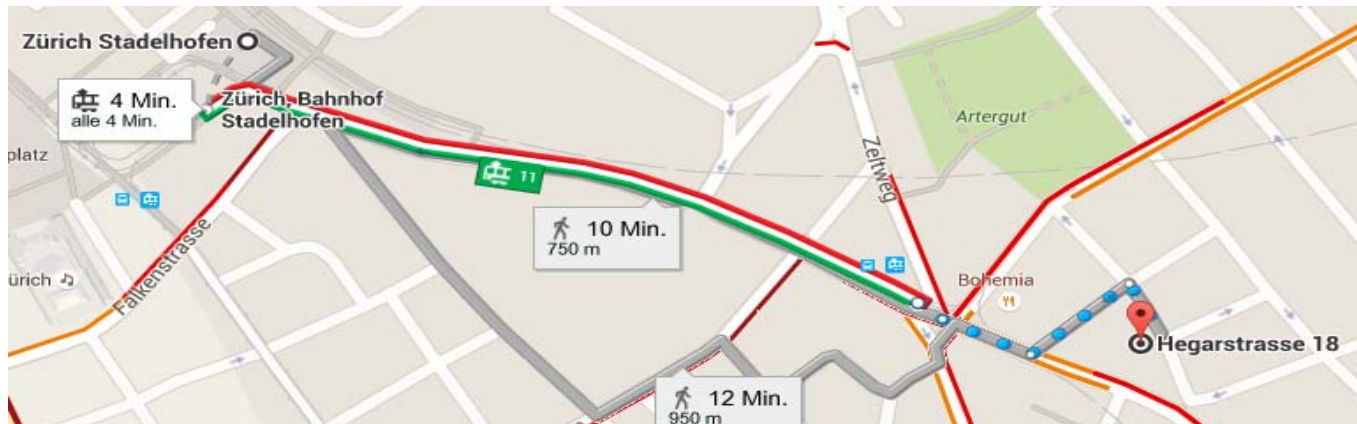 Zürich Stadelhofen
4 Min.
alle 4 Min.
Zürich, Bahnhof
Stadelhofen
platz
11
10 Min.
750 m
Artergut
Zeltweg
Falkenstrasse
ürich
Bohemia
Hegarstrasse 18
12 Min.
950 m